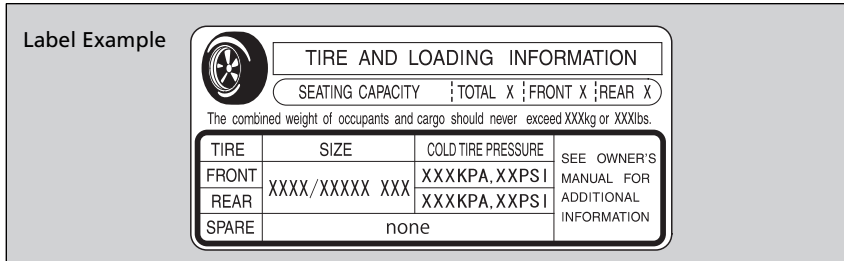 Label Example
TIRE AND LOADING INFORMATION
SEATING CAPACITY TOTAL X FRONT X REAR X
The combined weight of occupants and cargo should never exceed XXXkg or XXXlbs.
TIRE SIZE COLD TIRE PRESSURE SEE OWNER'S MANUAL FOR ADDITIONAL INFORMATION
FRONT XXXX/XXXXX XXX XXXKPA,XXPSI
REAR XXXKPA,XXPSI
SPARE none